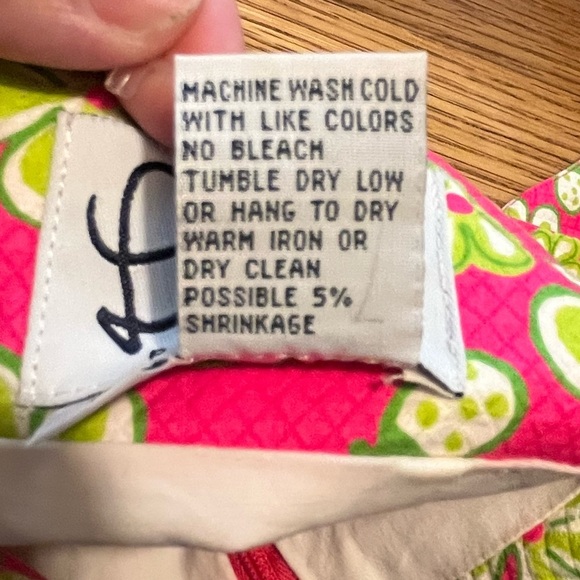 MACHINE WASH COLD
WITH LIKE COLORS
NO BLEACH
TUMBLE DRY LOW
OR HANG TO DRY
WARM IRON OR
DRY CLEAN
POSSIBLE 5%
SHRINKAGE